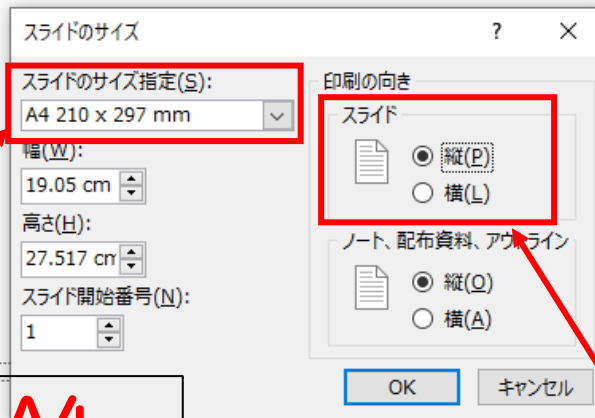 スライドのサイズ
? ×
スライドのサイズ指定(S):
A4 210 x 297 mm
幅(W):
19.05 cm
高さ(H):
27.517 cm
スライド開始番号(N):
1
印刷の向き
スライド
縦(P)
横(L)
ノート、配布資料、アウトライン
縦(O)
横(A)
OK
キャンセル
A4